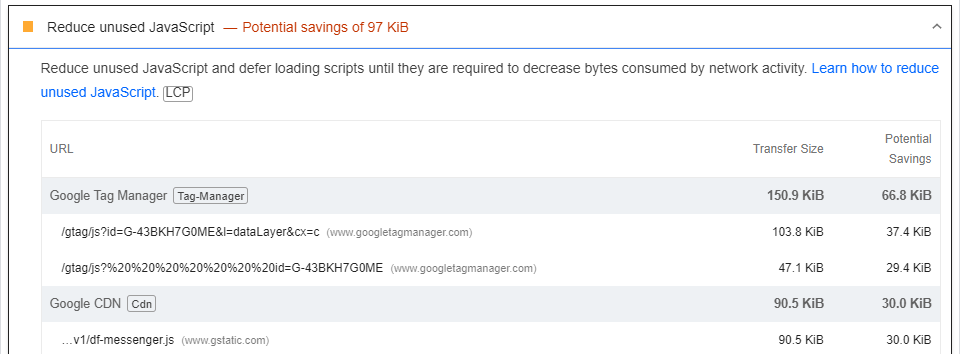 Reduce unused JavaScript — Potential savings of 97 KiB
Reduce unused JavaScript and defer loading scripts until they are required to decrease bytes consumed by network activity. Learn how to reduce
unused JavaScript. LCP
URL Transfer Size Potential
Savings
Google Tag Manager Tag-Manager 150.9 KiB 66.8 KiB
/gtag/js?id=G-43BKH7G0ME&l=dataLayer&cx=c (www.googletagmanager.com) 103.8 KiB 37.4 KiB
/gtag/js?%20%20%20%20%20%20%20id=G-43BKH7G0ME (www.googletagmanager.com) 47.1 KiB 29.4 KiB
Google CDN Cdn 90.5 KiB 30.0 KiB
…v1/df-messenger.js (www.gstatic.com) 90.5 KiB 30.0 KiB